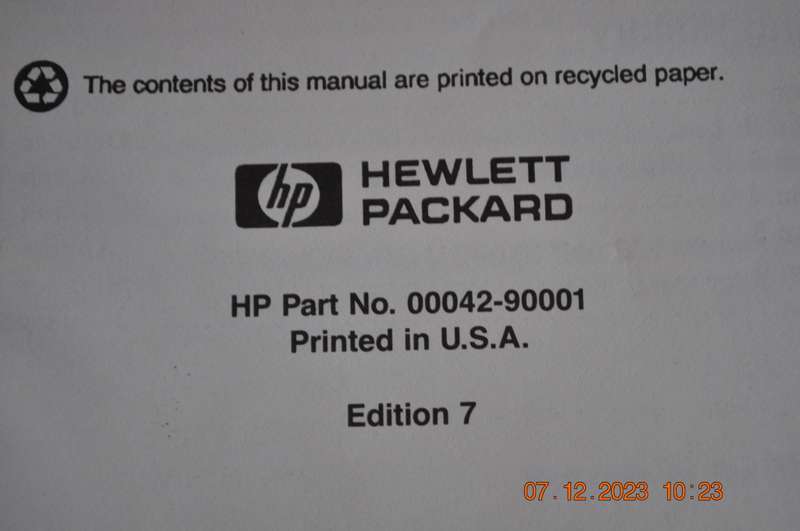 The contents of this manual are printed on recycled paper.
hp HEWLETT
PACKARD
HP Part No. 00042-90001
Printed in U.S.A.
Edition 7
07.12.2023 10:23